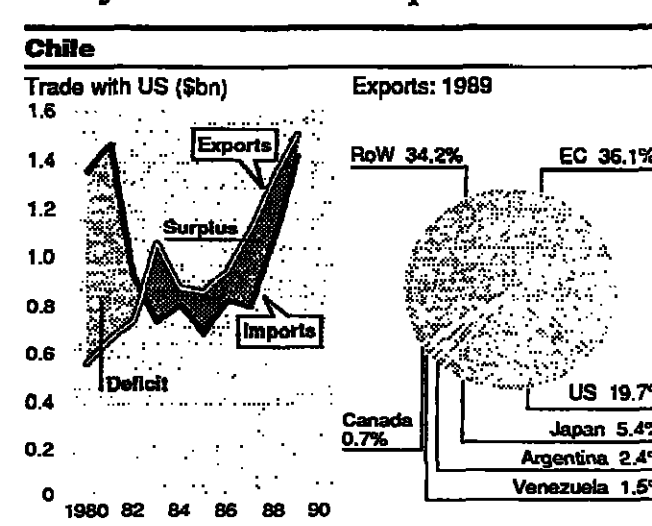 Chile
Trade with US ($bn)
1.6
1.4
1.2
1.0
0.8
0.6
0.4
0.2
0
1980 82 84 86 88 90
Exports
Surplus
Imports
Deficit
Exports: 1989
RoW 34.2%
EC 36.1%
US 19.7%
Japan 5.4%
Argentina 2.4%
Venezuela 1.5%
Canada
0.7%